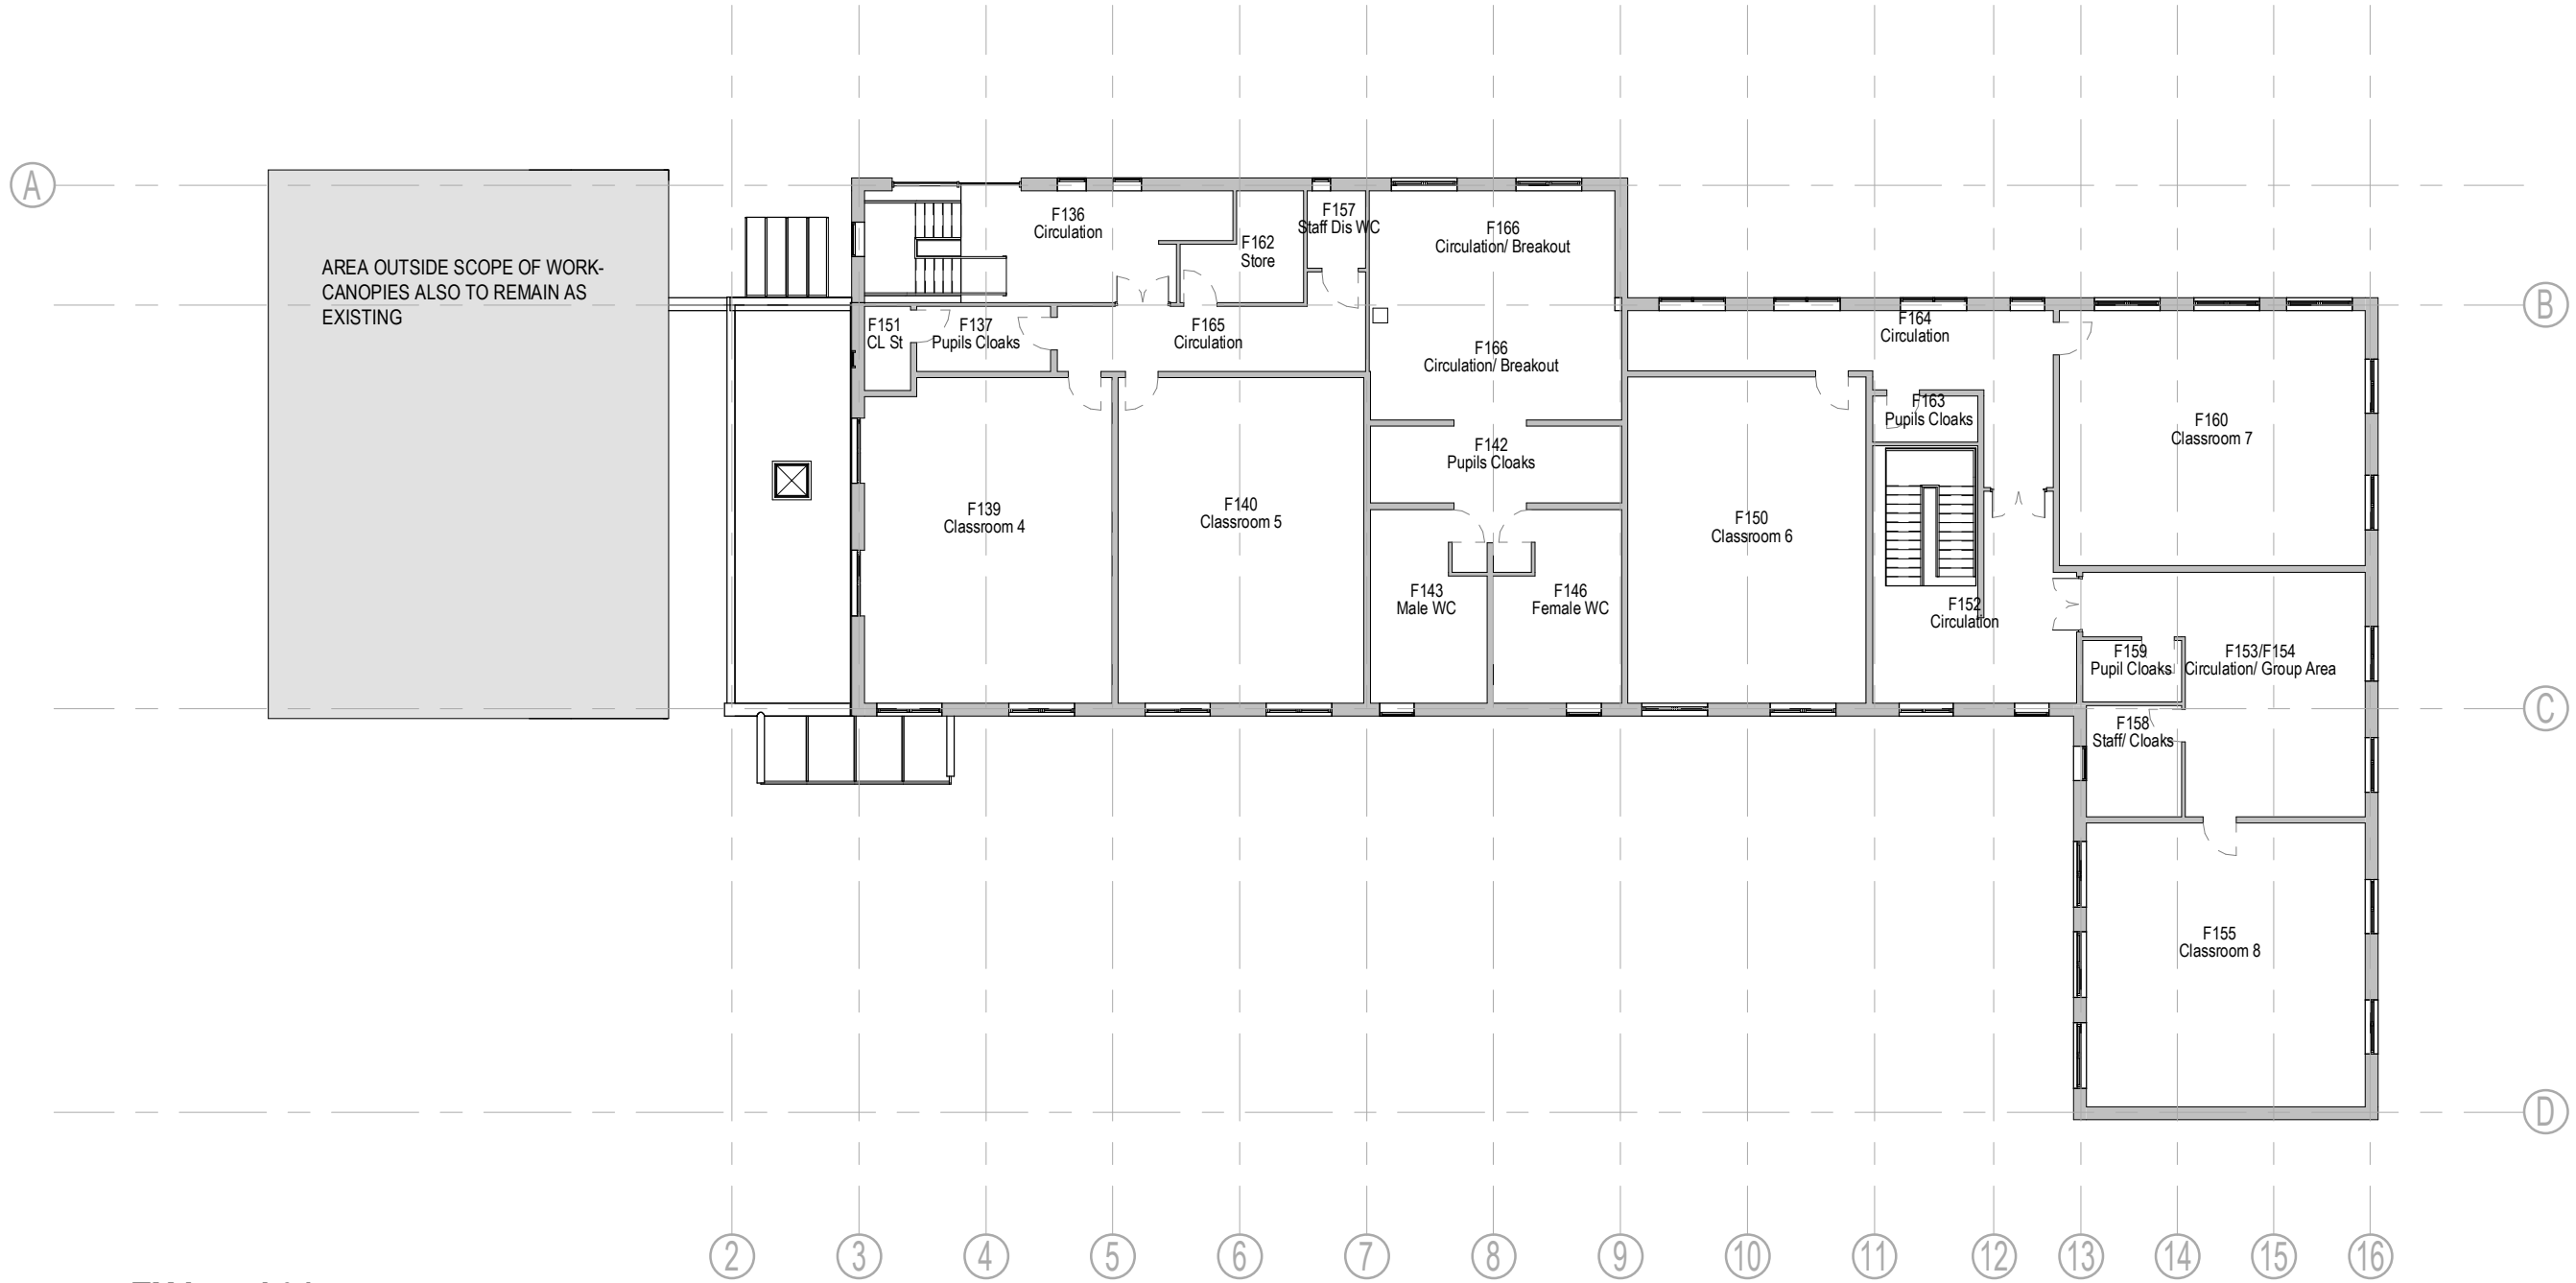 A
AREA OUTSIDE SCOPE OF WORK-
CANOPIES ALSO TO REMAIN AS
EXISTING
F136
Circulation
F162
Store
F157
Staff Dis WC
F166
Circulation/ Breakout
B
F151
CL St
F137
Pupils Cloaks
F165
Circulation
F166
Circulation/ Breakout
F164
Circulation
F163
Pupils Cloaks
F160
Classroom 7
F142
Pupils Cloaks
F139
Classroom 4
F140
Classroom 5
F150
Classroom 6
F143
Male WC
F146
Female WC
F152
Circulation
F159
Pupil Cloaks
F153/F154
Circulation/ Group Area
C
F158
Staff/ Cloaks
F155
Classroom 8
D
2
3
4
5
6
7
8
9
10
11
12
13
14
15
16